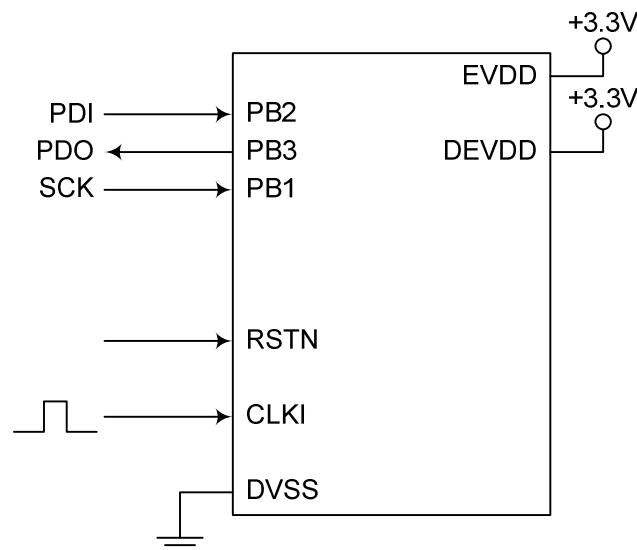 +3.3V
EVDD
+3.3V
PDI PB2
PDO PB3 DEVDD
SCK PB1
RSTN
CLKI
DVSS